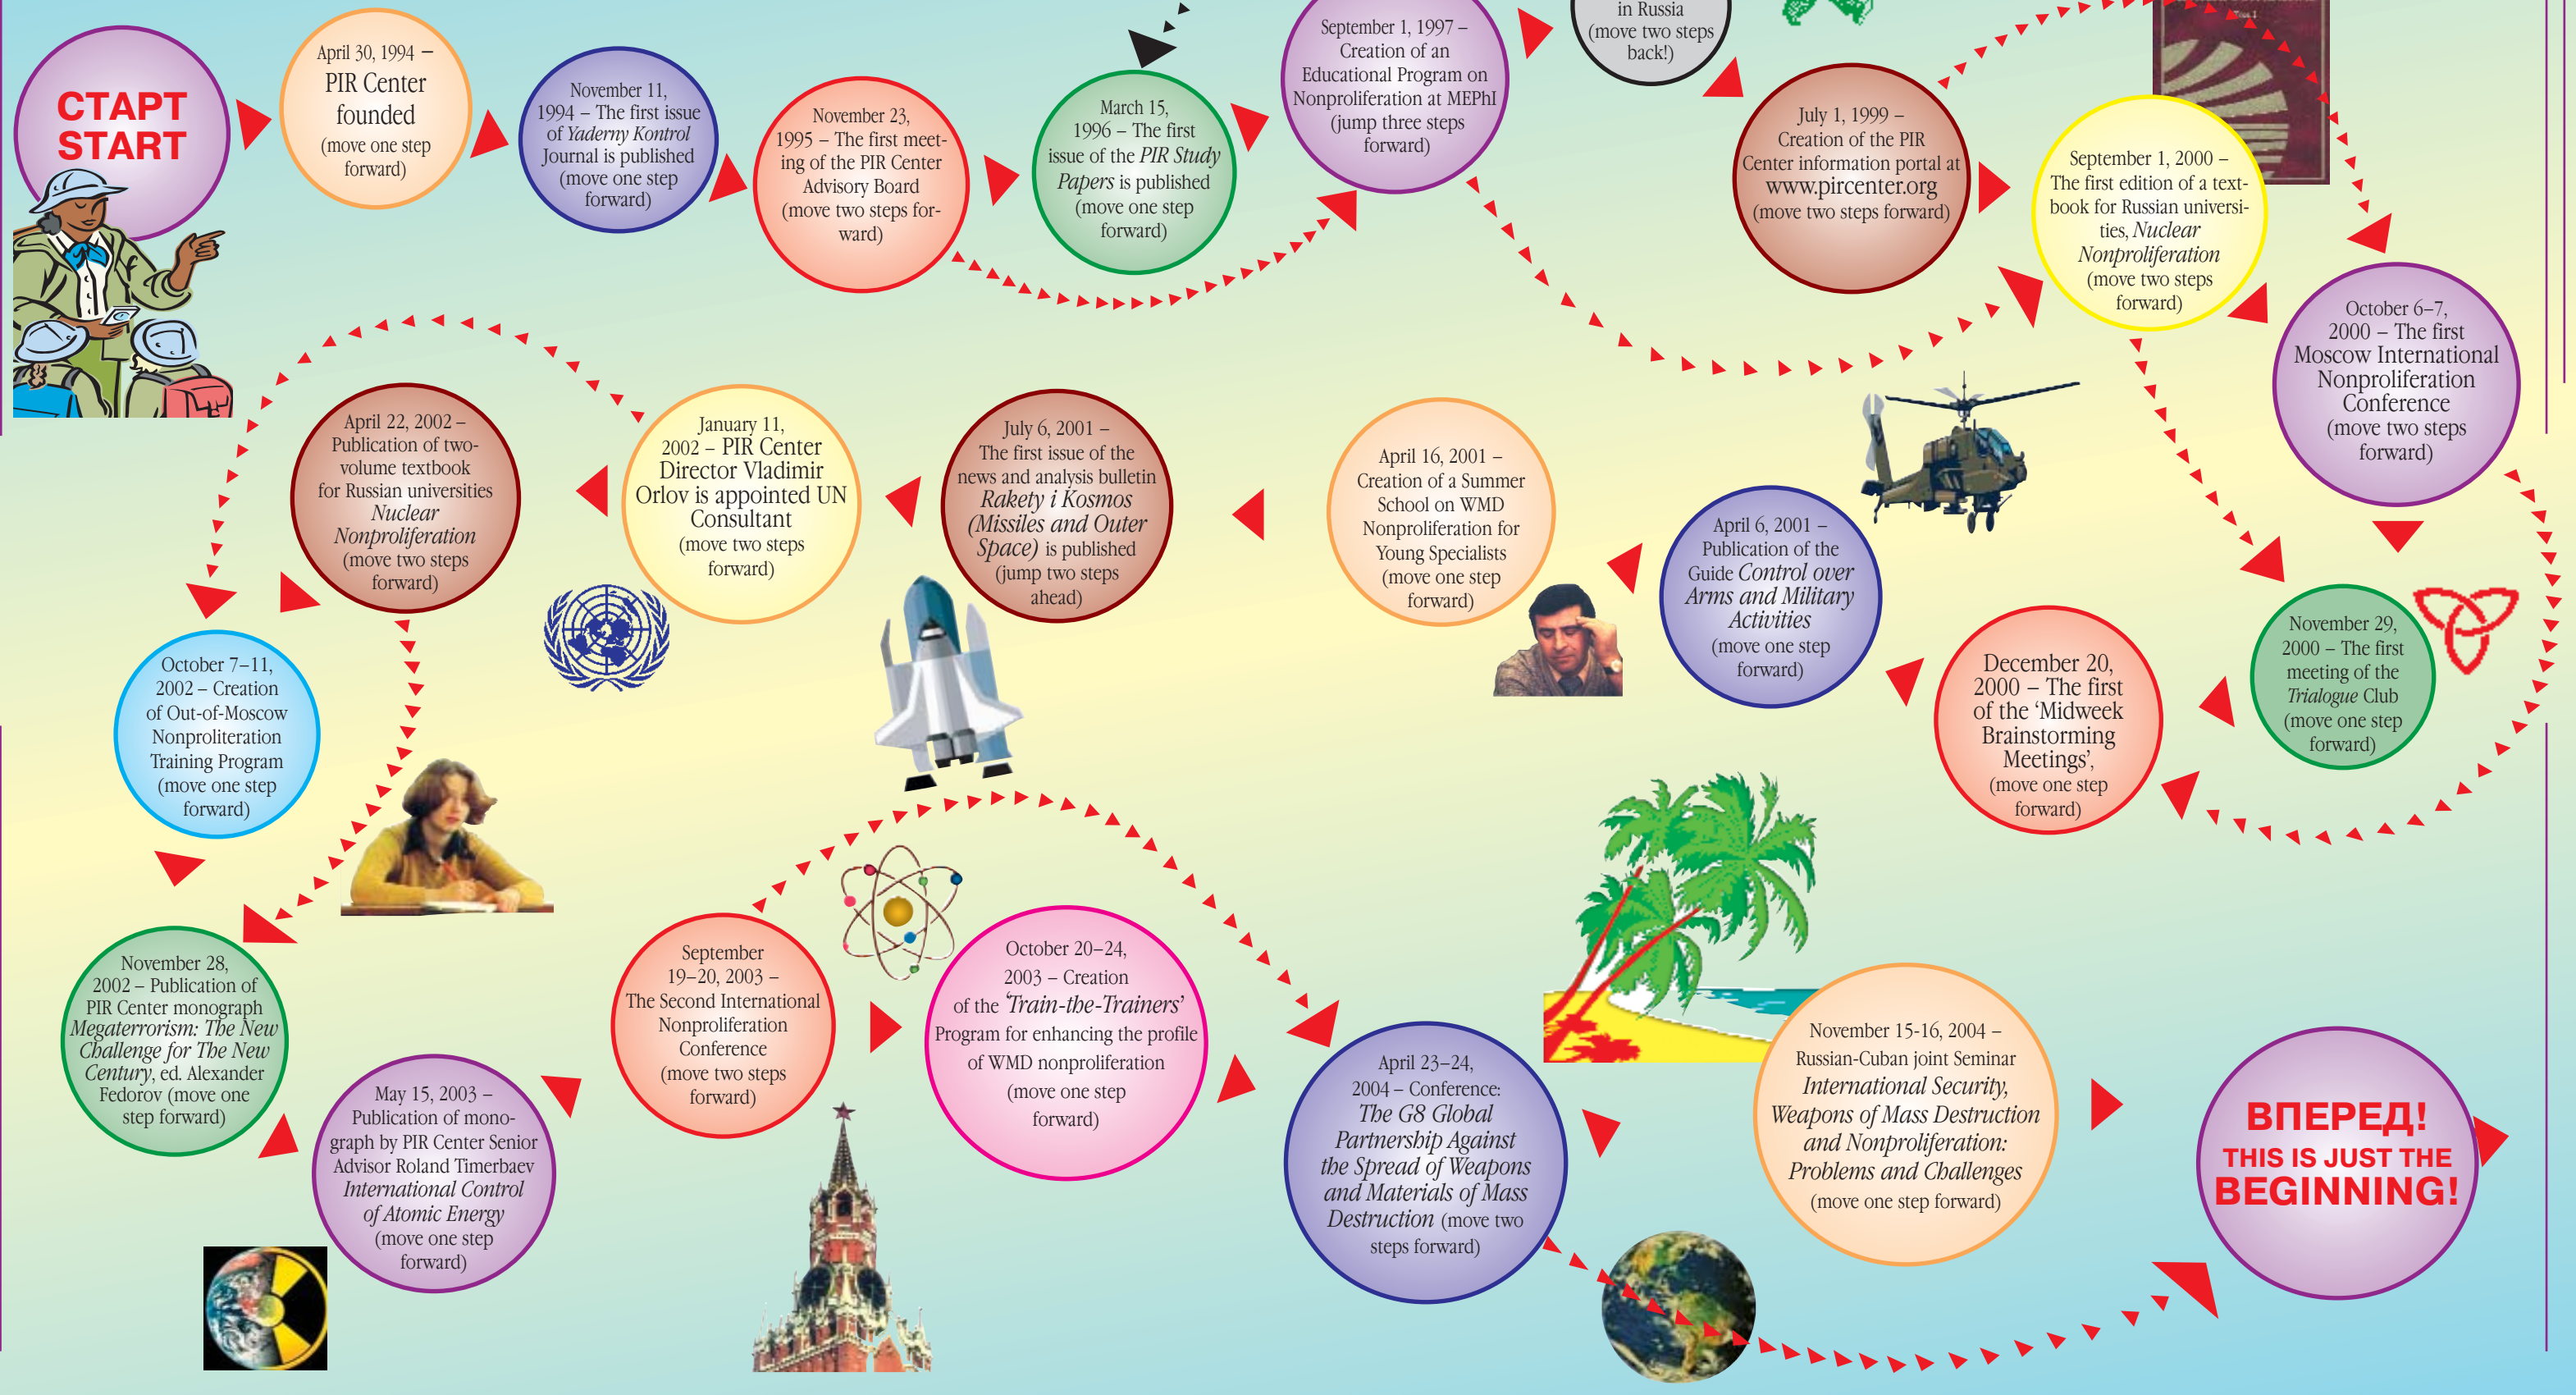 СТАРТ
START
April 30, 1994 –
PIR Center
founded
(move one step
forward)
November 11,
1994 – The first issue
of Yaderny Kontrol
Journal is published
(move one step
forward)
November 23,
1995 – The first meet-
ing of the PIR Center
Advisory Board
(move two steps for-
ward)
March 15,
1996 – The first
issue of the PIR Study
Papers is published
(move one step
forward)
September 1, 1997 –
Creation of an
Educational Program on
Nonproliferation at MEPhI
(jump three steps
forward)
in Russia
(move two steps
back!)
July 1, 1999 –
Creation of the PIR
Center information portal at
www.pircenter.org
(move two steps forward)
Том I
September 1, 2000 –
The first edition of a text-
book for Russian universi-
ties, Nuclear
Nonproliferation
(move two steps
forward)
October 6–7,
2000 – The first
Moscow International
Nonproliferation
Conference
(move two steps
forward)
November 29,
2000 – The first
meeting of the
Trialogue Club
(move one step
forward)
December 20,
2000 – The first
of the ‘Midweek
Brainstorming
Meetings’,
(move one step
forward)
April 6, 2001 –
Publication of the
Guide Control over
Arms and Military
Activities
(move one step
forward)
April 16, 2001 –
Creation of a Summer
School on WMD
Nonproliferation for
Young Specialists
(move one step
forward)
July 6, 2001 –
The first issue of the
news and analysis bulletin
Rakety i Kosmos
(Missiles and Outer
Space) is published
(jump two steps
ahead)
January 11,
2002 – PIR Center
Director Vladimir
Orlov is appointed UN
Consultant
(move two steps
forward)
April 22, 2002 –
Publication of two-
volume textbook
for Russian universities
Nuclear
Nonproliferation
(move two steps
forward)
October 7–11,
2002 – Creation
of Out-of-Moscow
Nonproliteration
Training Program
(move one step
forward)
November 28,
2002 – Publication of
PIR Center monograph
Megaterrorism: The New
Challenge for The New
Century, ed. Alexander
Fedorov (move one
step forward)
May 15, 2003 –
Publication of mono-
graph by PIR Center Senior
Advisor Roland Timerbaev
International Control
of Atomic Energy
(move one step
forward)
September
19–20, 2003 –
The Second International
Nonproliferation
Conference
(move two steps
forward)
October 20–24,
2003 – Creation
of the ‘Train-the-Trainers’
Program for enhancing the profile
of WMD nonproliferation
(move one step
forward)
April 23–24,
2004 – Conference:
The G8 Global
Partnership Against
the Spread of Weapons
and Materials of Mass
Destruction (move two
steps forward)
November 15-16, 2004 –
Russian-Cuban joint Seminar
International Security,
Weapons of Mass Destruction
and Nonproliferation:
Problems and Challenges
(move one step forward)
ВПЕРЕД!
THIS IS JUST THE
BEGINNING!